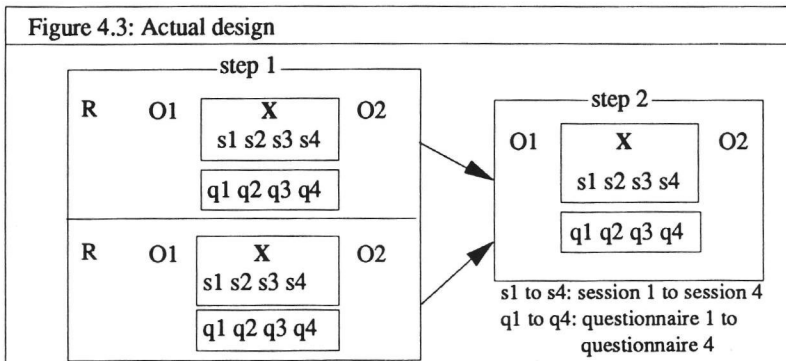 Figure 4.3: Actual design
step 1
R O1 X O2
s1 s2 s3 s4
q1 q2 q3 q4
R O1 X O2
s1 s2 s3 s4
q1 q2 q3 q4
step 2
O1 X O2
s1 s2 s3 s4
q1 q2 q3 q4
s1 to s4: session 1 to session 4
q1 to q4: questionnaire 1 to
questionnaire 4